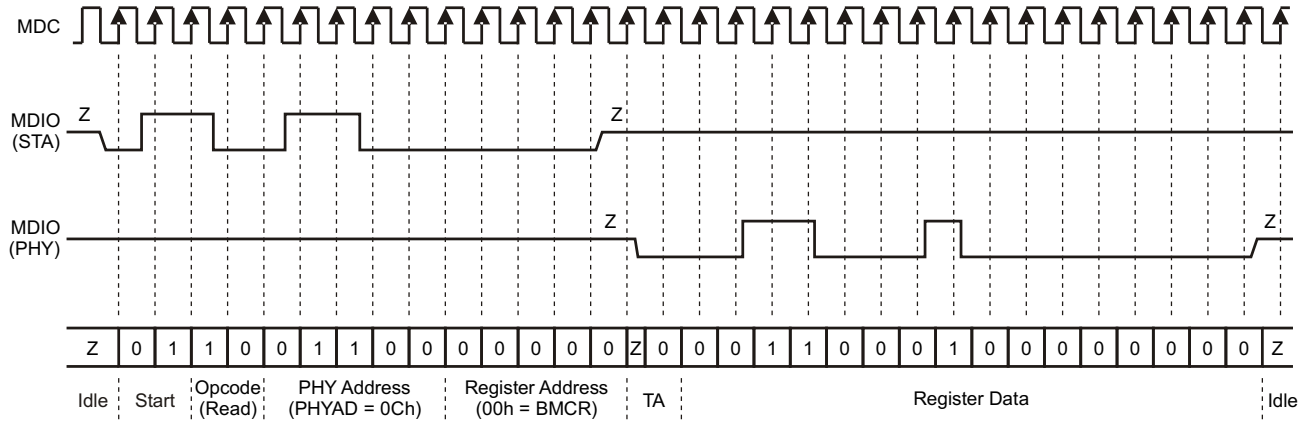 MDC
Z
Z
MDIO
(STA)
Z
Z
MDIO
(PHY)
Z 0 1 1 0 0 1 1 0 0 0 0 0 0 0 Z 0 0 0 1 1 0 0 0 1 0 0 0 0 0 0 0 0 Z
Idle Start Opcode PHY Address Register Address TA Register Data Idle
(Read) (PHYAD = 0Ch) (00h = BMCR)